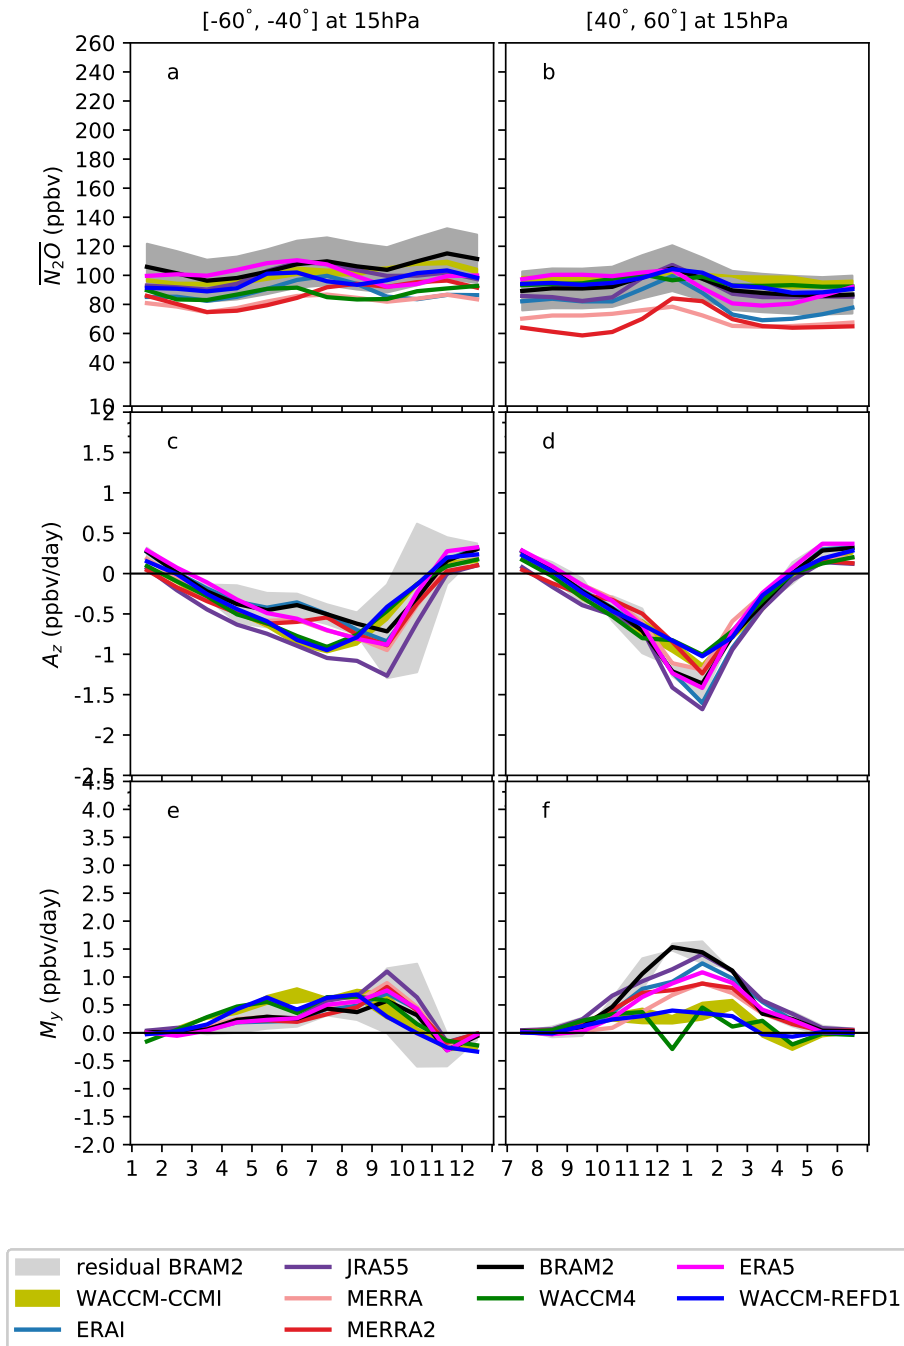 [-60°, -40°] at 15hPa
[40°, 60°] at 15hPa
260
240
220
200
180
160
140
120
100
80
60
40
N₂O (ppbv)
a
b
2
1.5
1
0.5
0
-0.5
-1
-1.5
-2
-2.5
A_z (ppbv/day)
c
d
4.5
4.0
3.5
3.0
2.5
2.0
1.5
1.0
0.5
0.0
-0.5
-1.0
-1.5
-2.0
M_y (ppbv/day)
e
f
1 2 3 4 5 6 7 8 9 10 11 12
7 8 9 10 11 12 1 2 3 4 5 6
residual BRAM2 JRA55 BRAM2 ERA5
WACCM-CCMI MERRA WACCM4 WACCM-REFD1
ERAI MERRA2